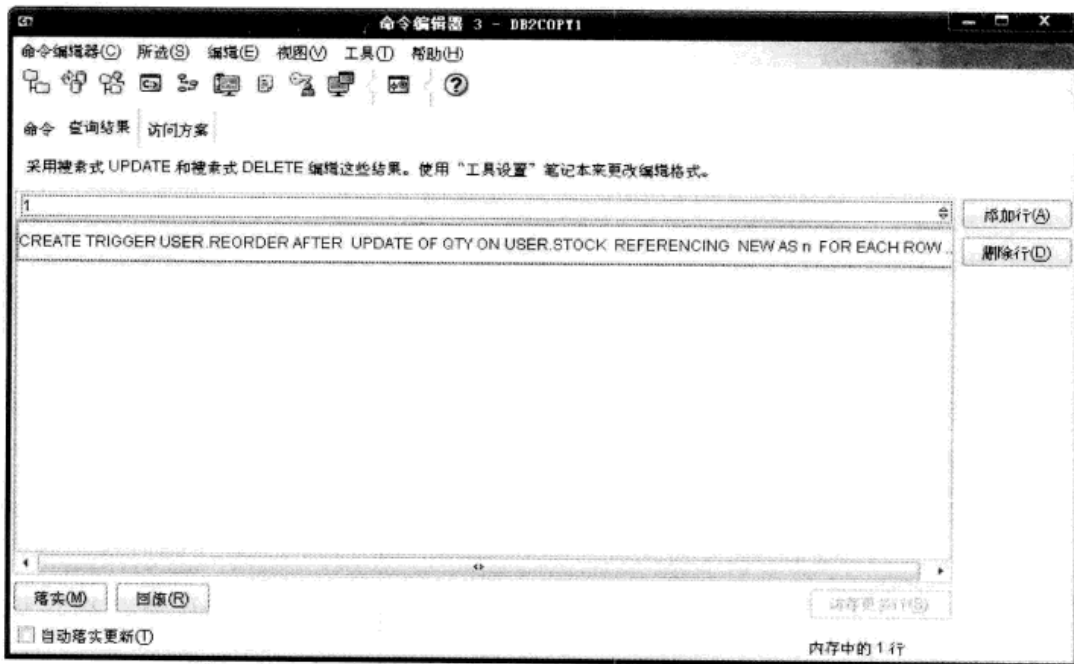 命令编辑器 3 - DB2COPY1
命令编辑器(C) 所选(S) 编辑(E) 视图(V) 工具(T) 帮助(H)
命令 查询结果 访问方案
采用搜索式 UPDATE 和搜索式 DELETE 编辑这些结果。使用“工具设置”笔记本来更改编辑格式。
1
添加行(A)
CREATE TRIGGER USER.REORDER AFTER UPDATE OF QTY ON USER.STOCK REFERENCING NEW AS n FOR EACH ROW ..
删除行(D)
落实(M) 回滚(R)
自动落实更新(T)
内存中的 1 行